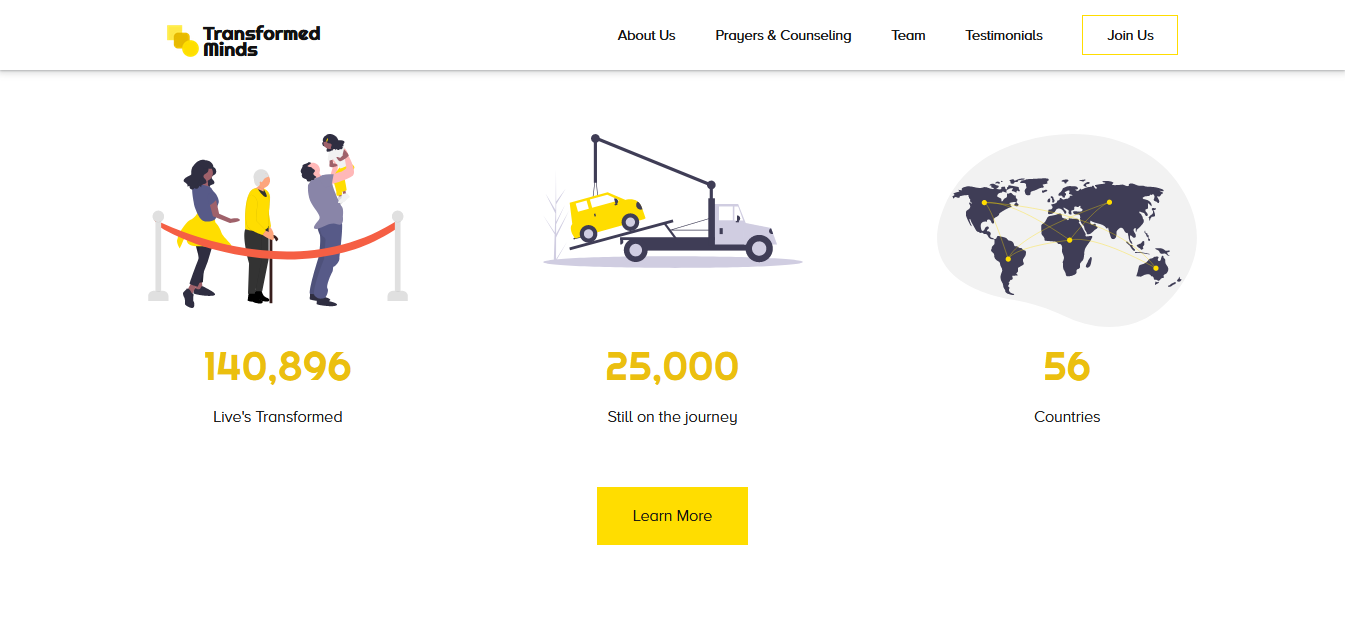 Transformed
Minds
About Us
Prayers & Counseling
Team
Testimonials
Join Us
140,896
25,000
56
Live's Transformed
Still on the journey
Countries
Learn More